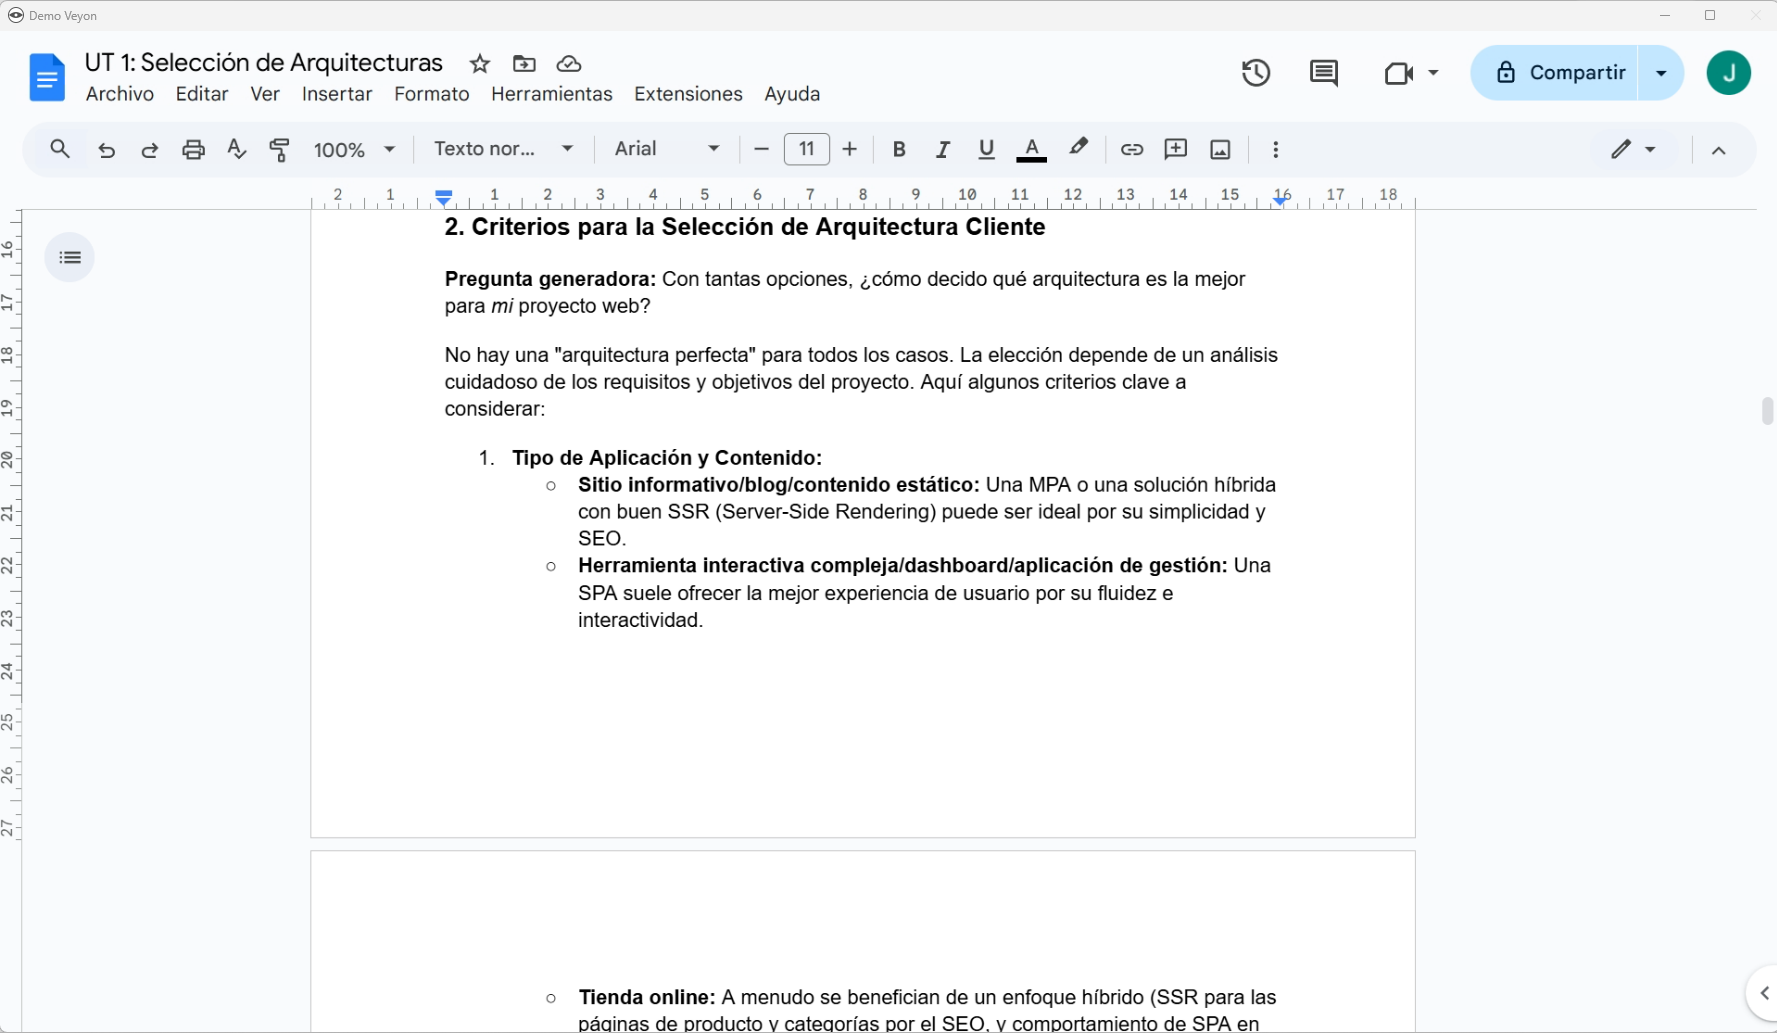 Demo Veyon
UT 1: Selección de Arquitecturas
Archivo Editar Ver Insertar Formato Herramientas Extensiones Ayuda
Compartir
J
100% Texto nor... Arial 11 B I U A
2 1 1 2 3 4 5 6 7 8 9 10 11 12 13 14 15 16 17 18
16
17
18
19
20
21
22
23
24
25
26
27
2. Criterios para la Selección de Arquitectura Cliente
Pregunta generadora: Con tantas opciones, ¿cómo decido qué arquitectura es la mejor
para mi proyecto web?
No hay una "arquitectura perfecta" para todos los casos. La elección depende de un análisis
cuidadoso de los requisitos y objetivos del proyecto. Aquí algunos criterios clave a
considerar:
1. Tipo de Aplicación y Contenido:
○ Sitio informativo/blog/contenido estático: Una MPA o una solución híbrida
con buen SSR (Server-Side Rendering) puede ser ideal por su simplicidad y
SEO.
○ Herramienta interactiva compleja/dashboard/aplicación de gestión: Una
SPA suele ofrecer la mejor experiencia de usuario por su fluidez e
interactividad.
○ Tienda online: A menudo se benefician de un enfoque híbrido (SSR para las
páginas de producto y categorías por el SEO, y comportamiento de SPA en